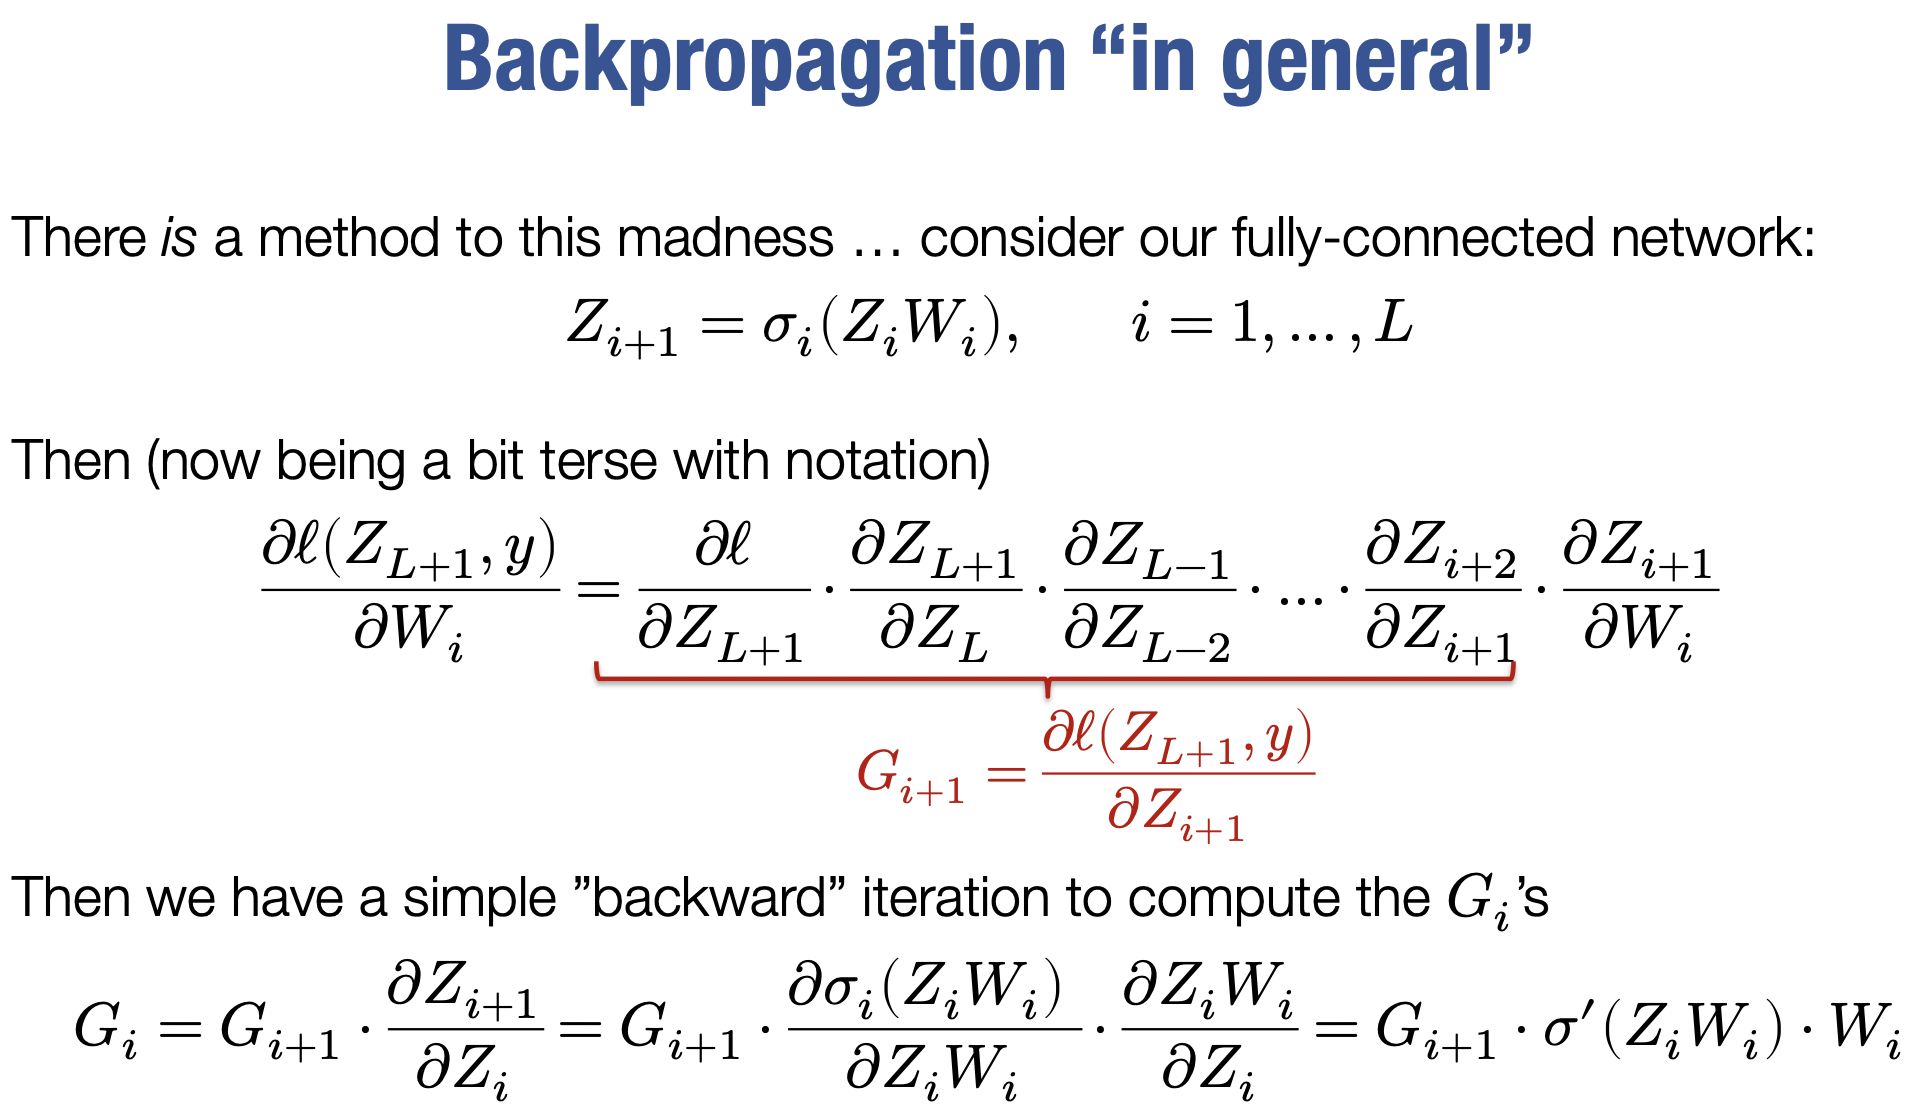 Backpropagation “in general”
There is a method to this madness … consider our fully-connected network:
$Z_{i+1} = \sigma_i(Z_i W_i), \qquad i = 1, \ldots, L$
Then (now being a bit terse with notation)
$\frac{\partial \ell(Z_{L+1}, y)}{\partial W_i} = \frac{\partial \ell}{\partial Z_{L+1}} \cdot \frac{\partial Z_{L+1}}{\partial Z_L} \cdot \frac{\partial Z_{L-1}}{\partial Z_{L-2}} \cdot \ldots \cdot \frac{\partial Z_{i+2}}{\partial Z_{i+1}} \cdot \frac{\partial Z_{i+1}}{\partial W_i}$
$G_{i+1} = \frac{\partial \ell(Z_{L+1}, y)}{\partial Z_{i+1}}$
Then we have a simple ”backward” iteration to compute the $G_i$’s
$G_i = G_{i+1} \cdot \frac{\partial Z_{i+1}}{\partial Z_i} = G_{i+1} \cdot \frac{\partial \sigma_i(Z_i W_i)}{\partial Z_i W_i} \cdot \frac{\partial Z_i W_i}{\partial Z_i} = G_{i+1} \cdot \sigma'(Z_i W_i) \cdot W_i$